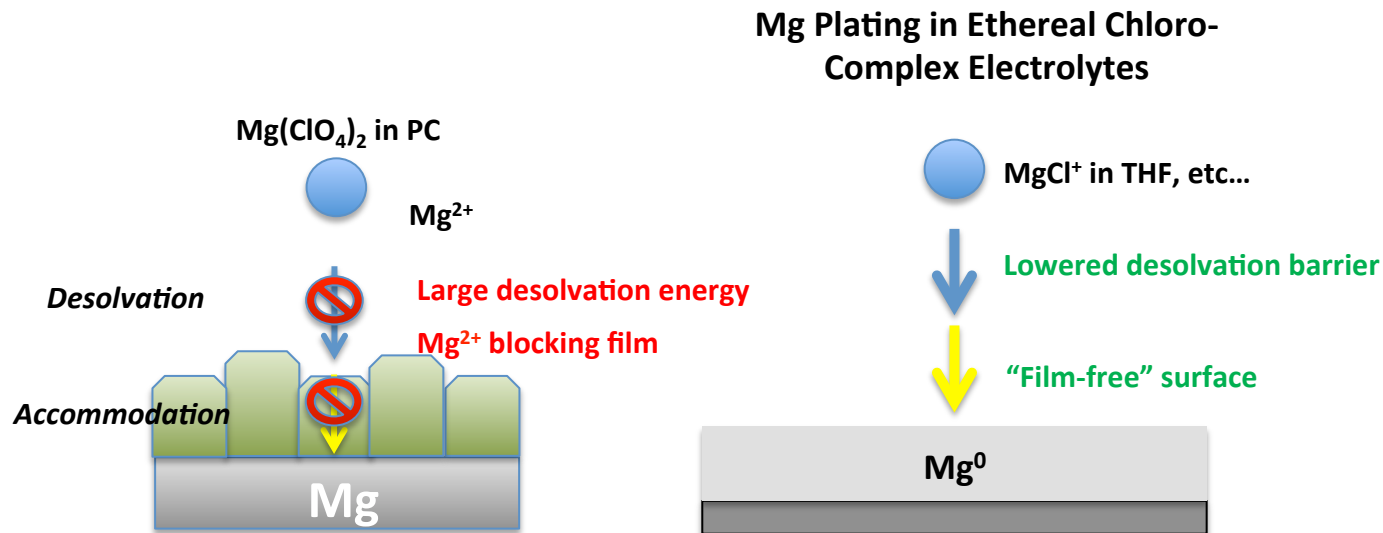 Mg Plating in Ethereal Chloro-
Complex Electrolytes
Mg(ClO₄)₂ in PC
Mg²⁺
Desolvation
Large desolvation energy
Mg²⁺ blocking film
Accommodation
Mg
MgCl⁺ in THF, etc…
Lowered desolvation barrier
“Film-free” surface
Mg⁰